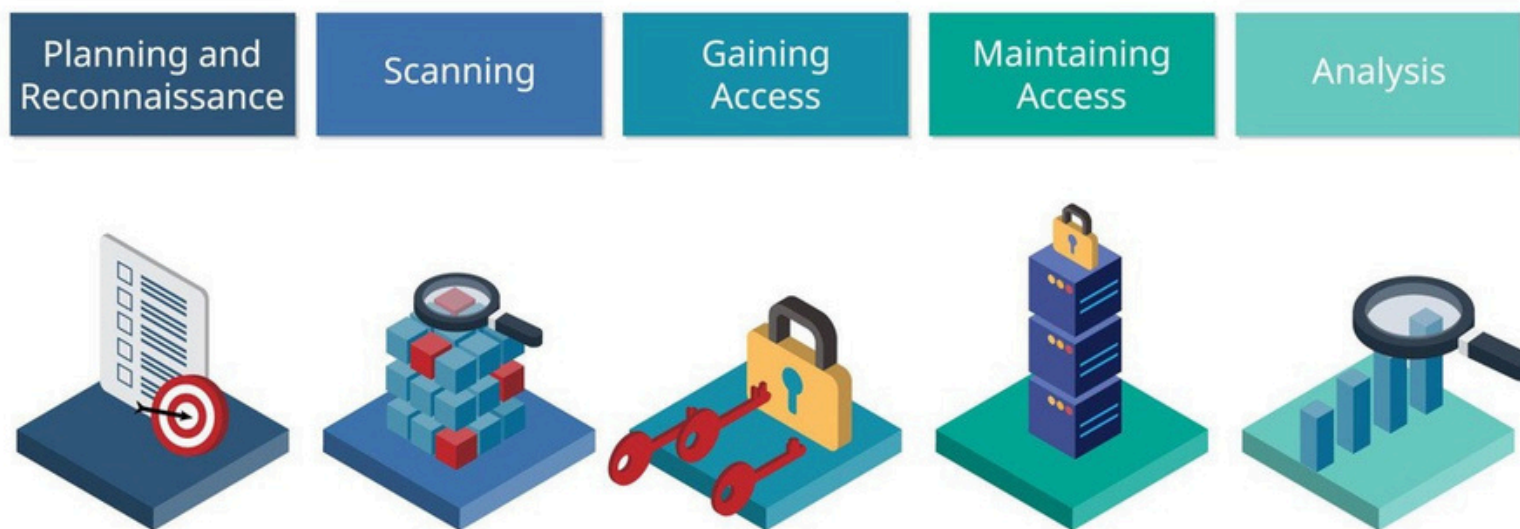 Planning and
Reconnaissance
Scanning
Gaining
Access
Maintaining
Access
Analysis